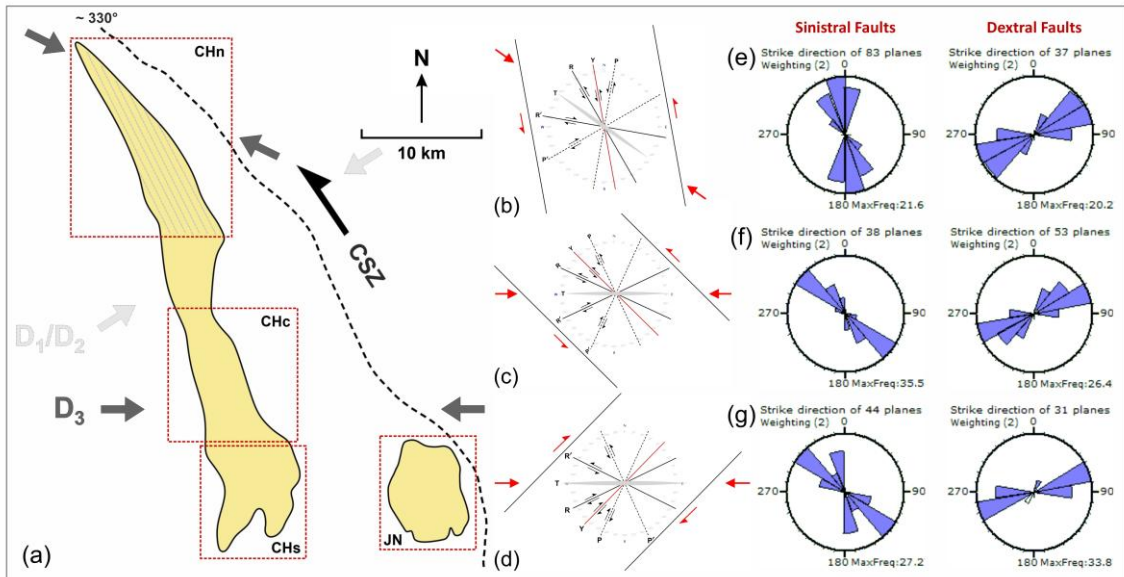 ~ 330°
CHn
N
10 km
CSZ
D1/D2
CHc
D3
CHs
JN
(a)
R
Y
P
T
R'
P'
(b)
P
Y
R
T
R'
P'
(c)
R'
T
R
Y
P
P'
(d)
Sinistral Faults
Dextral Faults
(e)
Strike direction of 83 planes
Weighting (2)
0
270
90
180
MaxFreq:21.6
Strike direction of 37 planes
Weighting (2)
0
270
90
180
MaxFreq:20.2
(f)
Strike direction of 38 planes
Weighting (2)
0
270
90
180
MaxFreq:35.5
Strike direction of 53 planes
Weighting (2)
0
270
90
180
MaxFreq:26.4
(g)
Strike direction of 44 planes
Weighting (2)
0
270
90
180
MaxFreq:27.2
Strike direction of 31 planes
Weighting (2)
0
270
90
180
MaxFreq:33.8